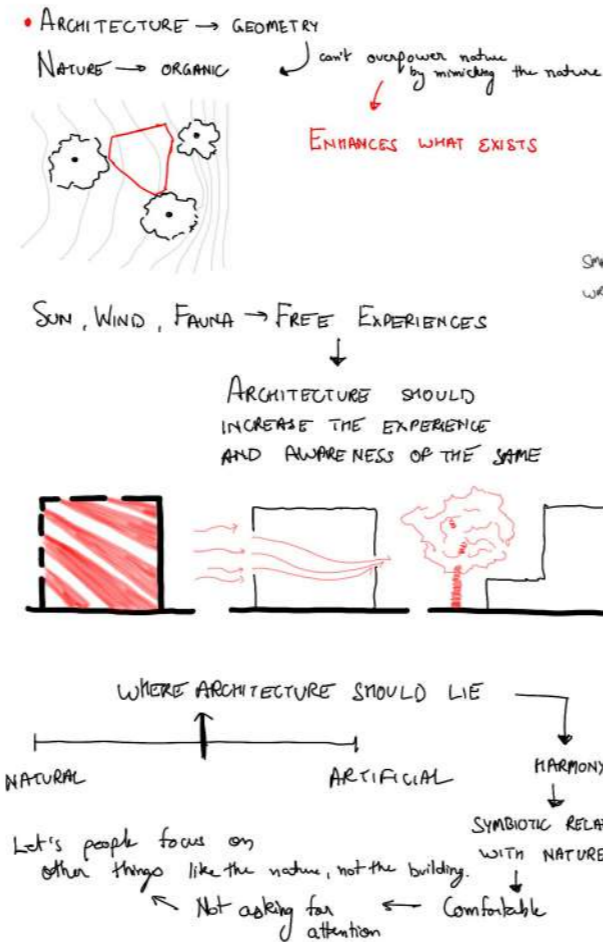 • ARCHITECTURE → GEOMETRY
NATURE → ORGANIC
can't overpower nature
by mimicking the nature
ENHANCES WHAT EXISTS
SUN, WIND, FAUNA → FREE EXPERIENCES
ARCHITECTURE SHOULD
INCREASE THE EXPERIENCE
AND AWARENESS OF THE SAME
WHERE ARCHITECTURE SHOULD LIE
NATURAL
ARTIFICIAL
HARMONY
SYMBIOTIC
WITH NATURE
Comfortable
Not asking for
attention
Let's people focus on
other things like the nature, not the building.